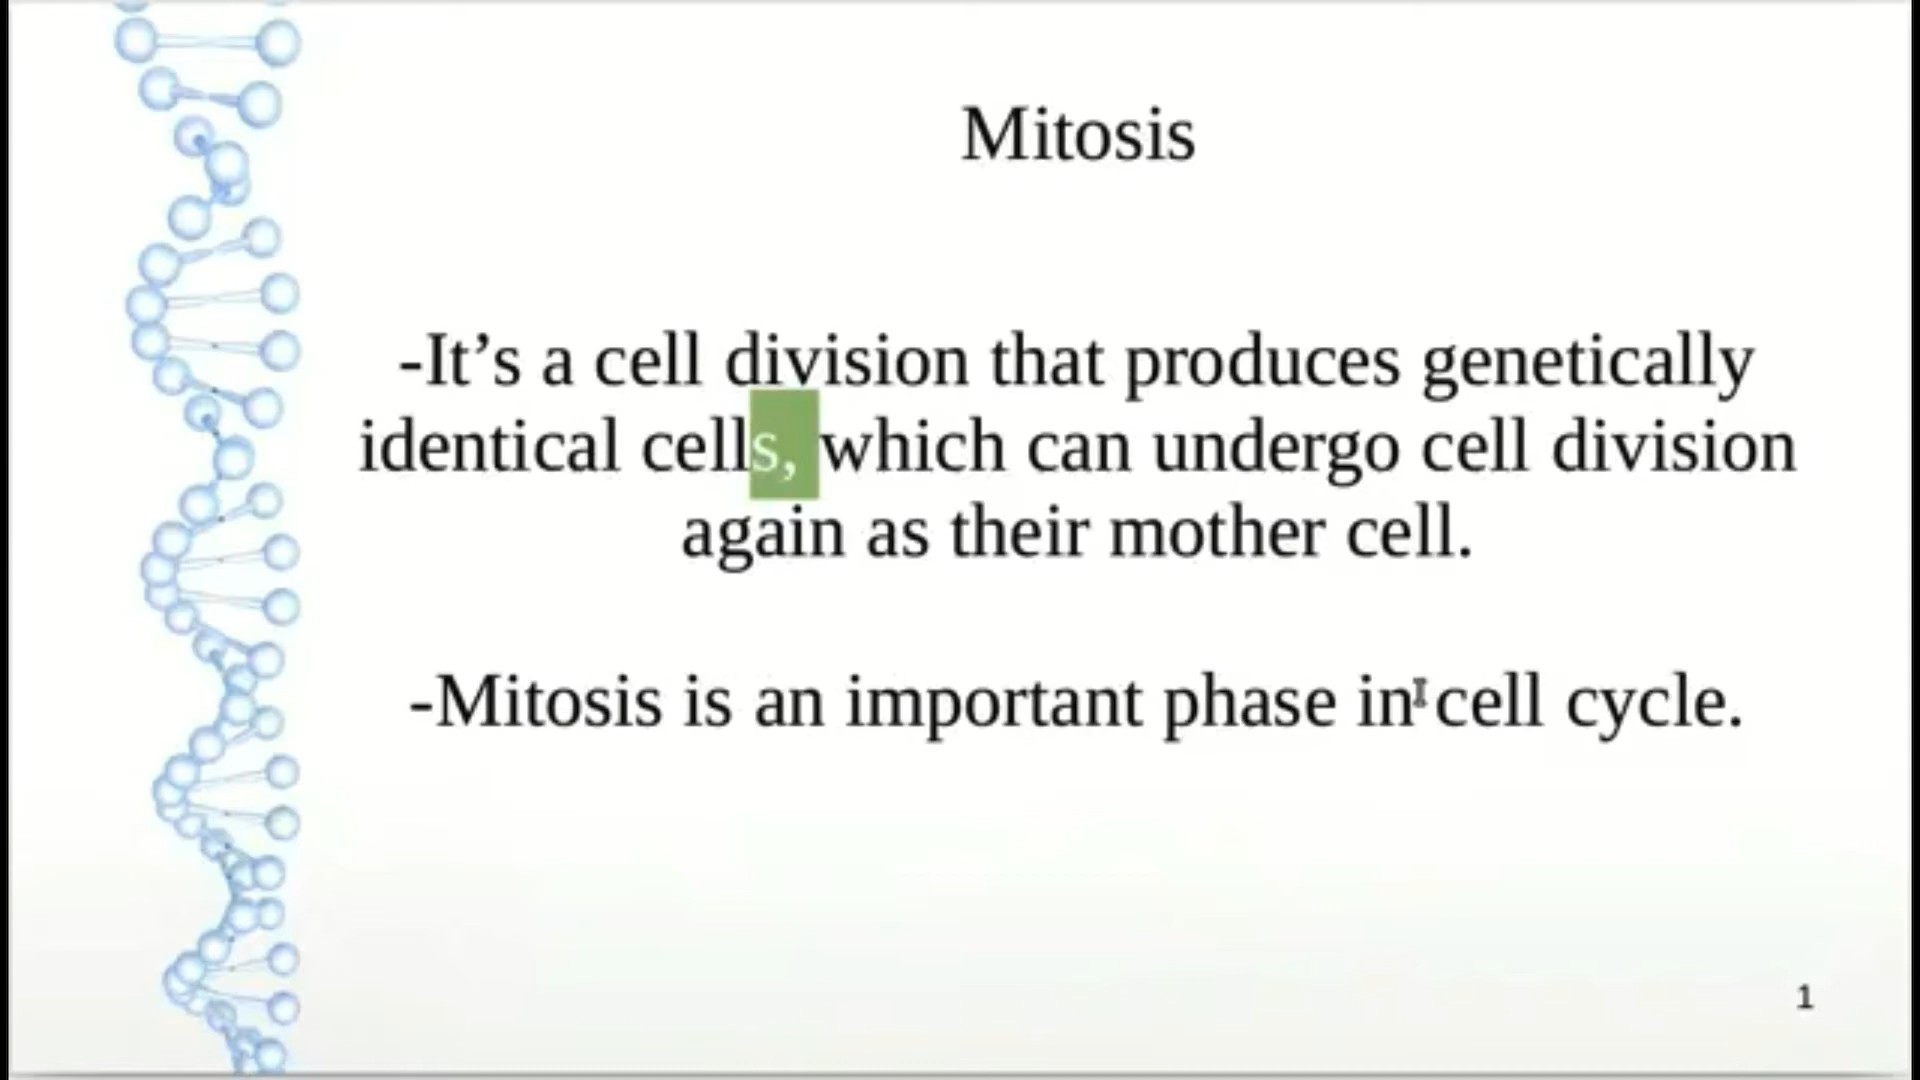 Mitosis
-It’s a cell division that produces genetically
identical cells, which can undergo cell division
again as their mother cell.
-Mitosis is an important phase in cell cycle.
1